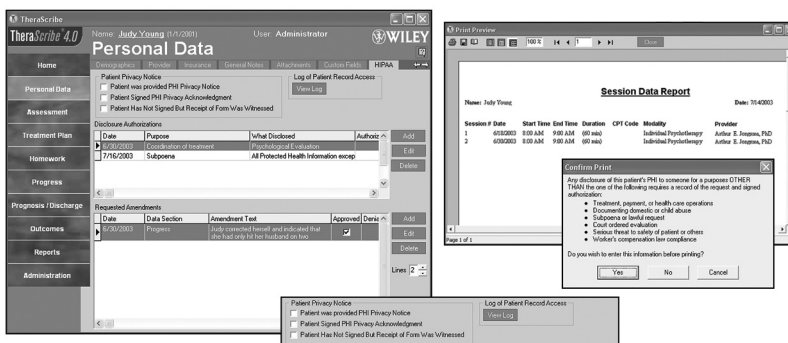 TheraScribe
TheraScribe 4.0
Name: Judy Young (1/1/2001) User: Administrator
WILEY
Personal Data
Demographics Provider Insurance General Notes Attachments Custom Fields HIPAA
Home
Personal Data
Assessment
Treatment Plan
Homework
Progress
Prognosis / Discharge
Outcomes
Reports
Administration
Patient Privacy Notice
Patient was provided PHI Privacy Notice
Patient Signed PHI Privacy Acknowledgment
Patient Has Not Signed But Receipt of Form Was Witnessed
Log of Patient Record Access
View Log
Disclosure Authorizations
Date Purpose What Disclosed Authoriz
6/30/2003 Coordination of treatment Psychological Evaluation
7/16/2003 Subpoena All Protected Health Information excep
Add
Edit
Delete
Requested Amendments
Date Data Section Amendment Text Approved Denia
6/30/2003 Progress Judy corrected herself and indicated that
she had only hit her husband on two
Add
Edit
Delete
Lines 2
Patient Privacy Notice
Patient was provided PHI Privacy Notice
Patient Signed PHI Privacy Acknowledgment
Patient Has Not Signed But Receipt of Form Was Witnessed
Log of Patient Record Access
View Log
Print Preview
100 % 1 Close
Session Data Report
Name: Judy Young Date: 7/14/2003
Session # Date Start Time End Time Duration CPT Code Modality Provider
1 6/18/2003 8:00 AM 9:00 AM (60 min) Individual Psychotherapy Arthur E. Jongsma, PhD
2 6/30/2003 8:00 AM 9:00 AM (60 min) Individual Psychotherapy Arthur E. Jongsma, PhD
Page 1 of 1
Confirm Print
Any disclosure of this patient's PHI to someone for a purposes OTHER
THAN the one of the following requires a record of the request and signed
authorization:
• Treatment, payment, or health care operations
• Documenting domestic or child abuse
• Subpoena or lawful request
• Court ordered evaluation
• Serious threat to safety of patient or others
• Worker's compensation law compliance
Do you wish to enter this information before printing?
Yes No Cancel